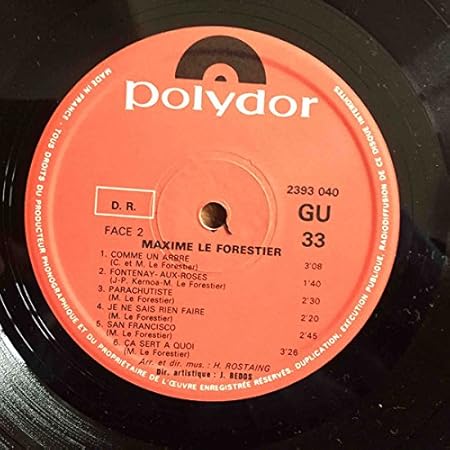 polydor
D. R.
2393 040
GU
FACE 2
33
MAXIME LE FORESTIER
1. COMME UN ARBRE 3'08
(C. et M. Le Forestier)
2. FONTENAY-AUX-ROSES 1'40
(J-P. Kernoa-M. Le Forestier)
3. PARACHUTISTE 2'30
(M. Le Forestier)
4. JE NE SAIS RIEN FAIRE 2'20
(M. Le Forestier)
5. SAN FRANCISCO 2'45
(M. Le Forestier)
6. ÇA SERT A QUOI 3'26
(M. Le Forestier)
Arr. et dir. mus. : H. ROSTAING
Dir. artistique : J. BEDOS
MADE IN FRANCE · TOUS DROITS DU PRODUCTEUR PHONOGRAPHIQUE ET DU PROPRIÉTAIRE DE L'ŒUVRE ENREGISTRÉE RÉSERVÉS. DUPLICATION, EXÉCUTION PUBLIQUE, RADIODIFFUSION DE CE DISQUE INTERDITES